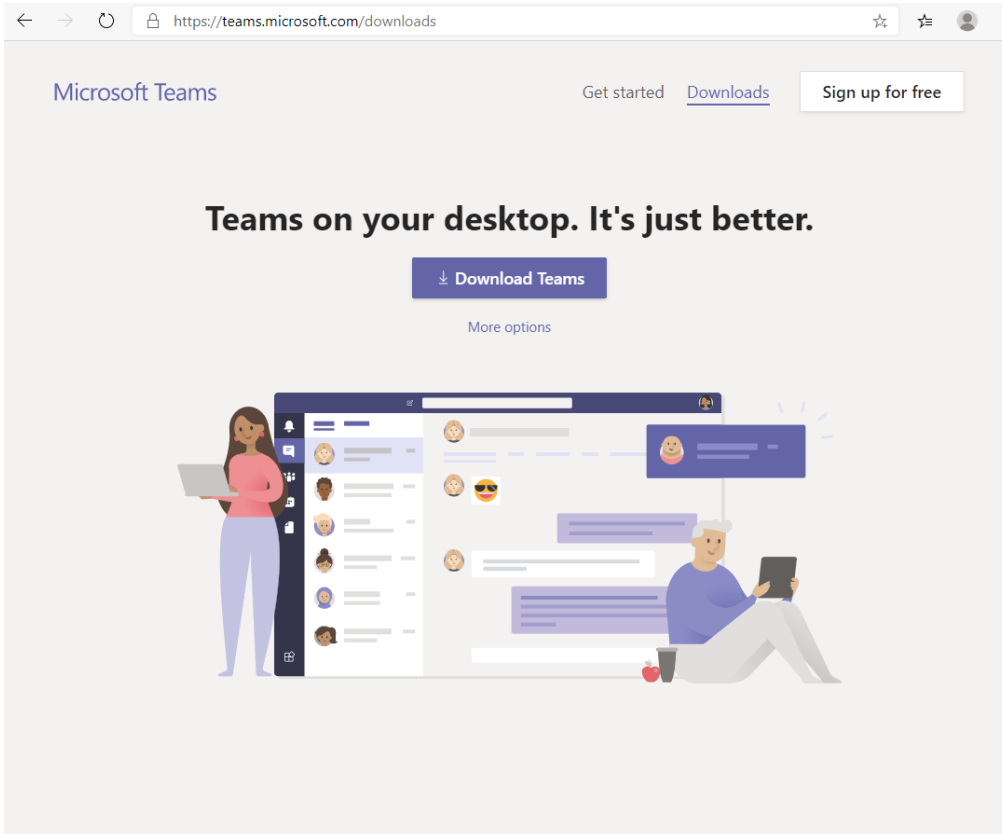 https://teams.microsoft.com/downloads
Microsoft Teams
Get started
Downloads
Sign up for free
Teams on your desktop. It's just better.
Download Teams
More options